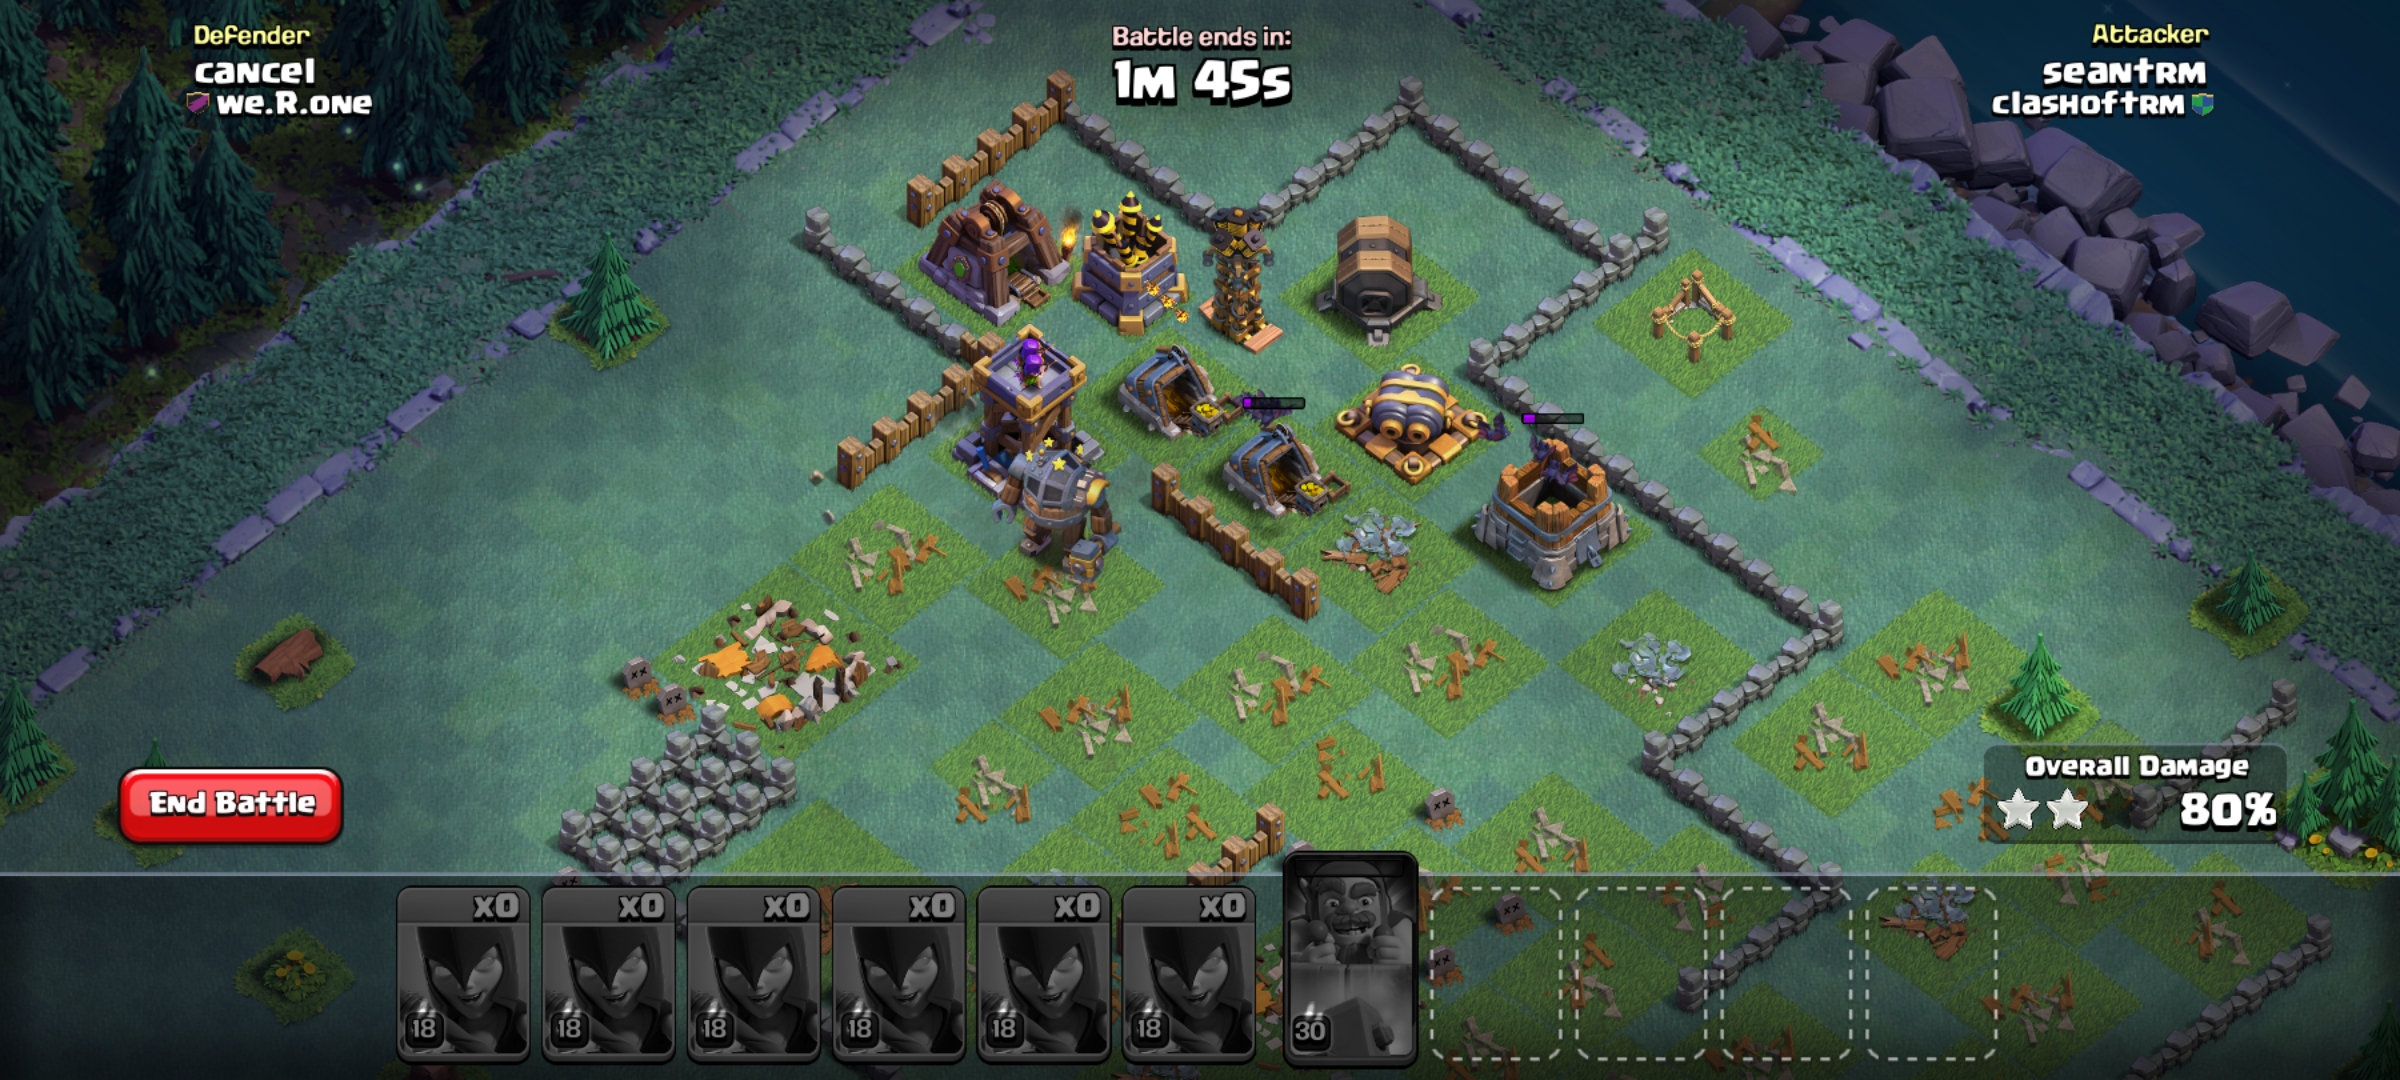 Defender
cancel
we.R.one
Battle ends in:
1M 45s
Attacker
seantRM
clashoftRM
End Battle
Overall Damage
80%
x0
x0
x0
x0
x0
x0
18
18
18
18
18
18
30